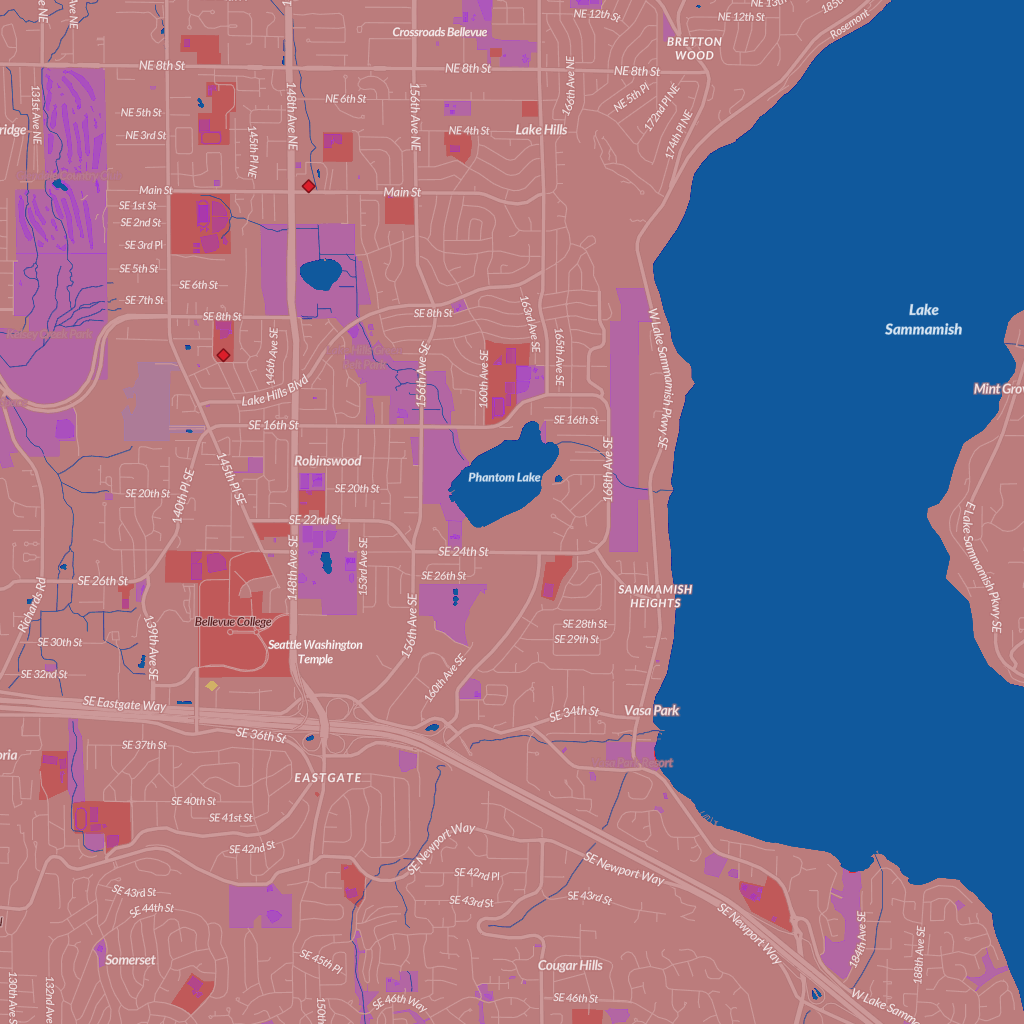 NE 12th St
NE 13th
NE 12th St
185th
Rosemont
Crossroads Bellevue
BRETTON
WOOD
NE 8th St
NE 8th St
NE 8th St
131st Ave NE
NE 5th St
NE 6th St
148th Ave NE
156th Ave NE
166th Ave NE
NE 5th Pl
172nd Pl NE
174th Pl NE
ridge
NE 3rd St
145th Pl NE
NE 4th St
Lake Hills
Main St
Main St
SE 1st St
SE 2nd St
SE 3rd Pl
SE 5th St
SE 6th St
SE 7th St
SE 8th St
SE 8th St
Lake
Sammamish
146th Ave SE
163rd Ave SE
165th Ave SE
W Lake Sammamish Pkwy SE
Lake Hills Blvd
156th Ave SE
160th Ave SE
Mint Grov
SE 16th St
SE 16th St
Robinswood
Phantom Lake
168th Ave SE
145th Pl SE
140th Pl SE
SE 20th St
SE 20th St
SE 22nd St
148th Ave SE
153rd Ave SE
SE 24th St
E Lake Sammamish Pkwy SE
SE 26th St
SE 26th St
SAMMAMISH
HEIGHTS
Richards Rd
Bellevue College
139th Ave SE
156th Ave SE
SE 28th St
SE 29th St
SE 30th St
Seattle Washington
Temple
SE 32nd St
160th Ave SE
SE Eastgate Way
SE 34th St
Vasa Park
SE 36th St
SE 37th St
oria
Vasa Park Resort
EASTGATE
SE 40th St
SE 41st St
SE 42nd St
SE Newport Way
SE Newport Way
SE 42nd Pl
SE 43rd St
SE 44th St
SE 43rd St
SE 43rd St
SE Newport Way
184th Ave SE
188th Ave SE
Somerset
SE 45th Pl
Cougar Hills
130th Ave S
132nd Ave
150th
SE 46th Way
SE 46th St
W Lake Samm